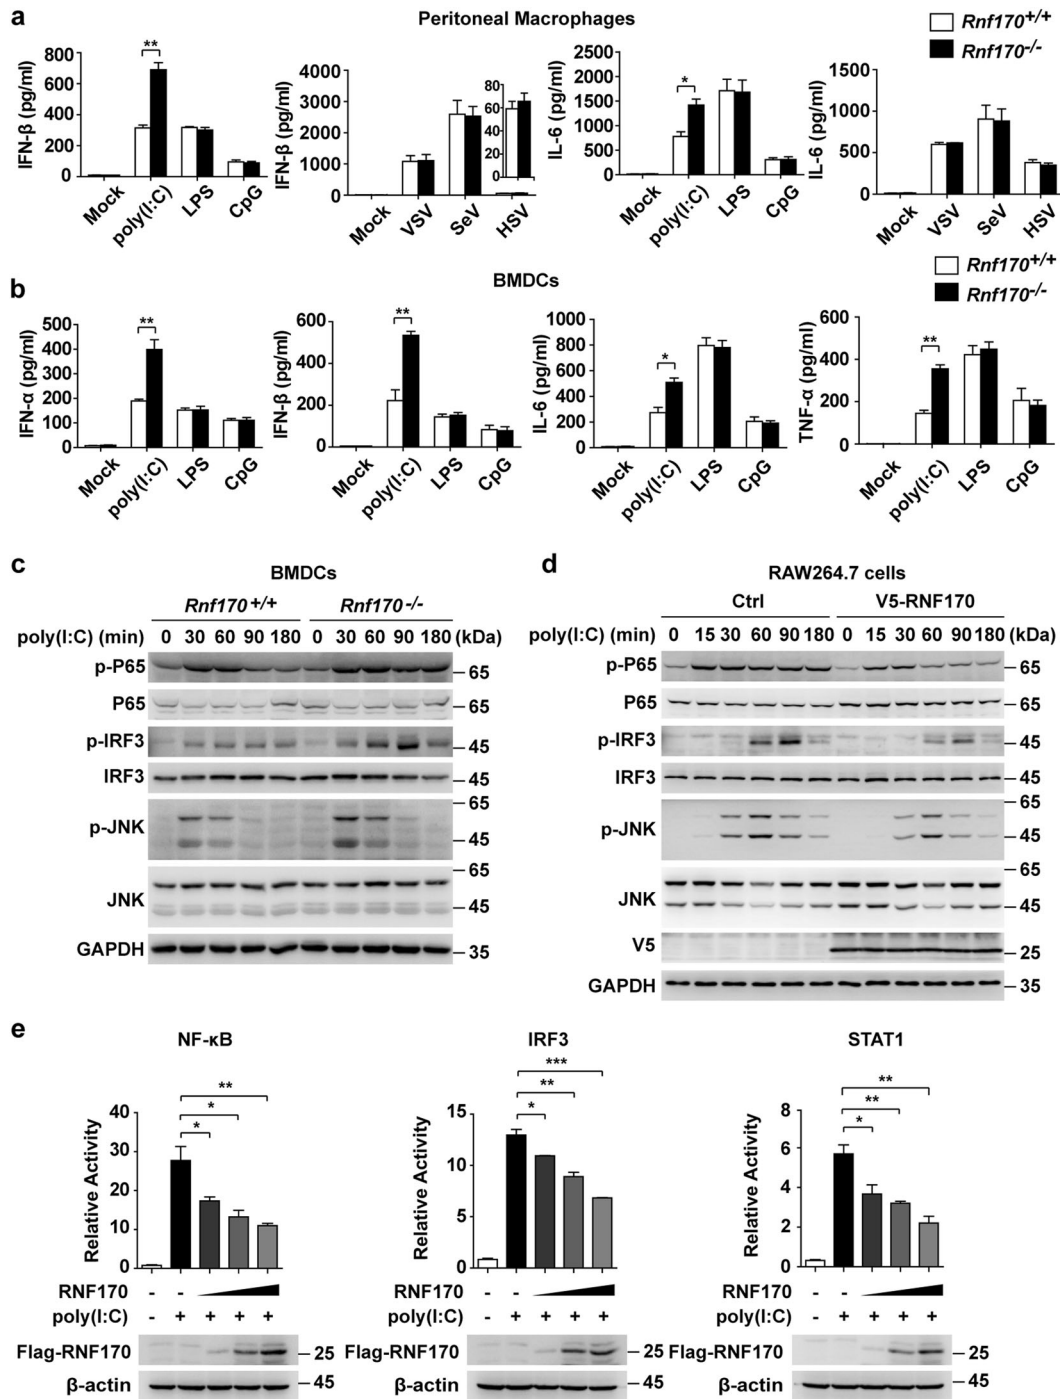 a
Peritoneal Macrophages
Rnf170+/+
Rnf170-/-
IFN-β (pg/ml)
800
600
400
200
0
**
Mock
poly(I:C)
LPS
CpG
IFN-β (pg/ml)
4000
3000
2000
1000
0
80
60
40
20
0
Mock
VSV
SeV
HSV
IL-6 (pg/ml)
2500
2000
1500
1000
500
0
*
Mock
poly(I:C)
LPS
CpG
IL-6 (pg/ml)
1500
1000
500
0
Mock
VSV
SeV
HSV
b
BMDCs
Rnf170+/+
Rnf170-/-
IFN-α (pg/ml)
500
400
300
200
100
0
**
Mock
poly(I:C)
LPS
CpG
IFN-β (pg/ml)
600
400
200
0
**
Mock
poly(I:C)
LPS
CpG
IL-6 (pg/ml)
1000
800
600
400
200
0
*
Mock
poly(I:C)
LPS
CpG
TNF-α (pg/ml)
600
400
200
0
**
Mock
poly(I:C)
LPS
CpG
c
BMDCs
Rnf170+/+ Rnf170-/-
poly(I:C) (min) 0 30 60 90 180 0 30 60 90 180 (kDa)
p-P65 65
P65 65
p-IRF3 45
IRF3 45
p-JNK 65
45
JNK 65
45
GAPDH 35
d
RAW264.7 cells
Ctrl V5-RNF170
poly(I:C) (min) 0 15 30 60 90 180 0 15 30 60 90 180 (kDa)
p-P65 65
P65 65
p-IRF3 45
IRF3 45
p-JNK 65
45
JNK 65
45
V5 25
GAPDH 35
e
NF-κB
Relative Activity
40
30
20
10
0
**
*
*
RNF170 -  -
poly(I:C) - + + + +
Flag-RNF170 25
β-actin 45
IRF3
Relative Activity
15
10
5
0
***
**
*
RNF170 - -
poly(I:C) - + + + +
Flag-RNF170 25
β-actin 45
STAT1
Relative Activity
8
6
4
2
0
**
**
*
RNF170 - -
poly(I:C) - + + + +
Flag-RNF170 25
β-actin 45